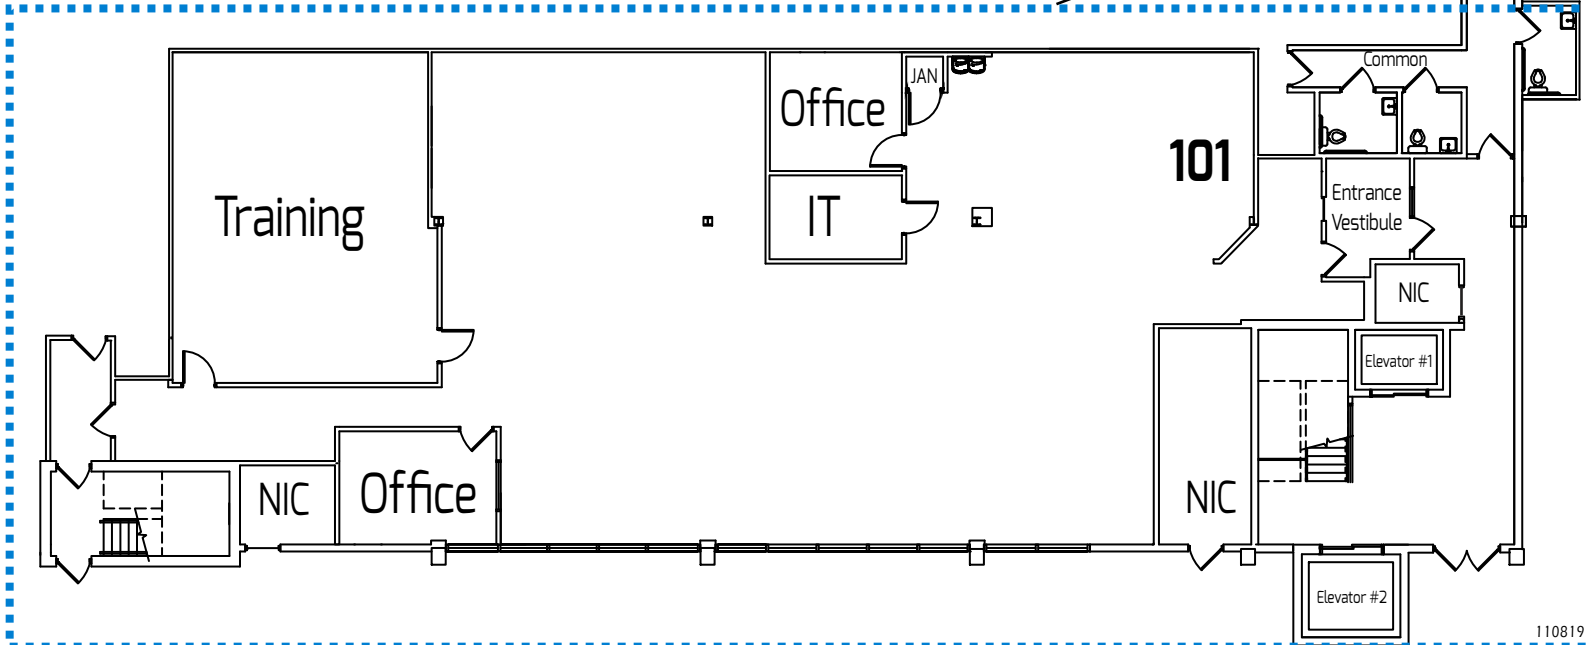 Common
JAN
Office
101
Training
IT
Entrance
Vestibule
NIC
Elevator #1
NIC
Office
NIC
Elevator #2
110819